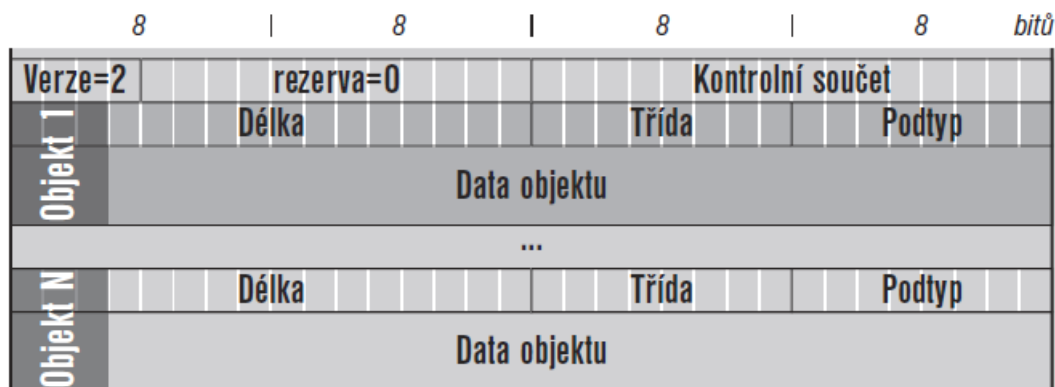 8 8 8 8 bitů
Verze=2 rezerva=0 Kontrolní součet
Objekt 1
Délka Třída Podtyp
Data objektu
...
Objekt N
Délka Třída Podtyp
Data objektu